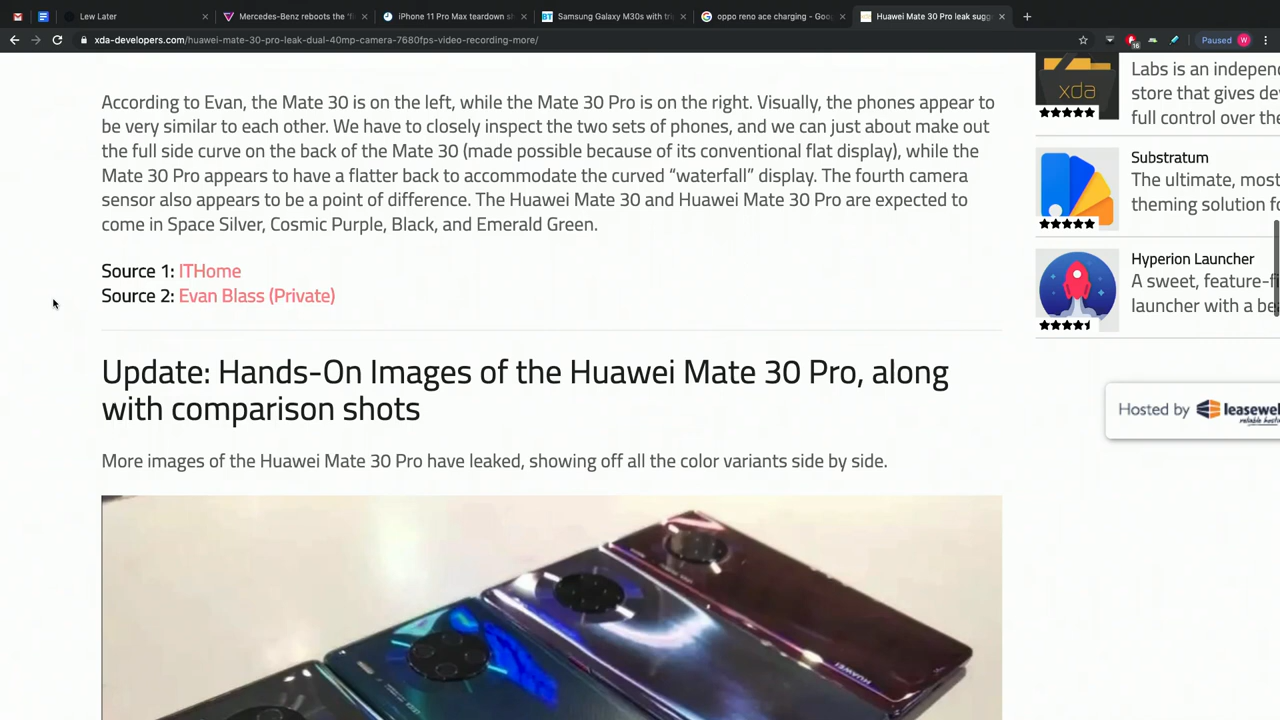 Lew Later
Mercedes-Benz reboots the
iPhone 11 Pro Max teardown
Samsung Galaxy M30s with
oppo reno ace charging - Goo
Huawei Mate 30 Pro leak sugg
xda-developers.com/huawei-mate-30-pro-leak-dual-40mp-camera-7680fps-video-recording-more/
16
Paused
W
According to Evan, the Mate 30 is on the left, while the Mate 30 Pro is on the right. Visually, the phones appear to
be very similar to each other. We have to closely inspect the two sets of phones, and we can just about make out
the full side curve on the back of the Mate 30 (made possible because of its conventional flat display), while the
Mate 30 Pro appears to have a flatter back to accommodate the curved “waterfall” display. The fourth camera
sensor also appears to be a point of difference. The Huawei Mate 30 and Huawei Mate 30 Pro are expected to
come in Space Silver, Cosmic Purple, Black, and Emerald Green.
Source 1: ITHome
Source 2: Evan Blass (Private)
Update: Hands-On Images of the Huawei Mate 30 Pro, along
with comparison shots
More images of the Huawei Mate 30 Pro have leaked, showing off all the color variants side by side.
HUAWEI
xda
Labs is an indepen
store that gives de
full control over the
Substratum
The ultimate, most
theming solution fo
Hyperion Launcher
A sweet, feature-fi
launcher with a be
Hosted by leasewe
reliable hosti